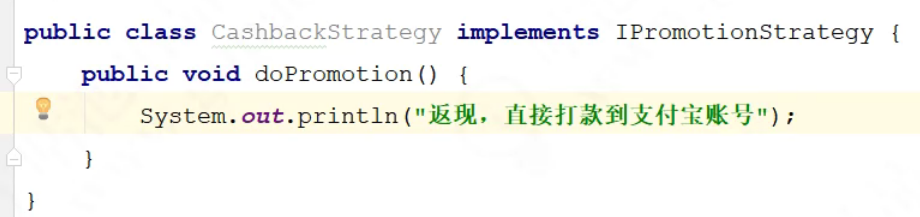 public class CashbackStrategy implements IPromotionStrategy {
    public void doPromotion() {
        System.out.println("返现，直接打款到支付宝账号");
    }
}